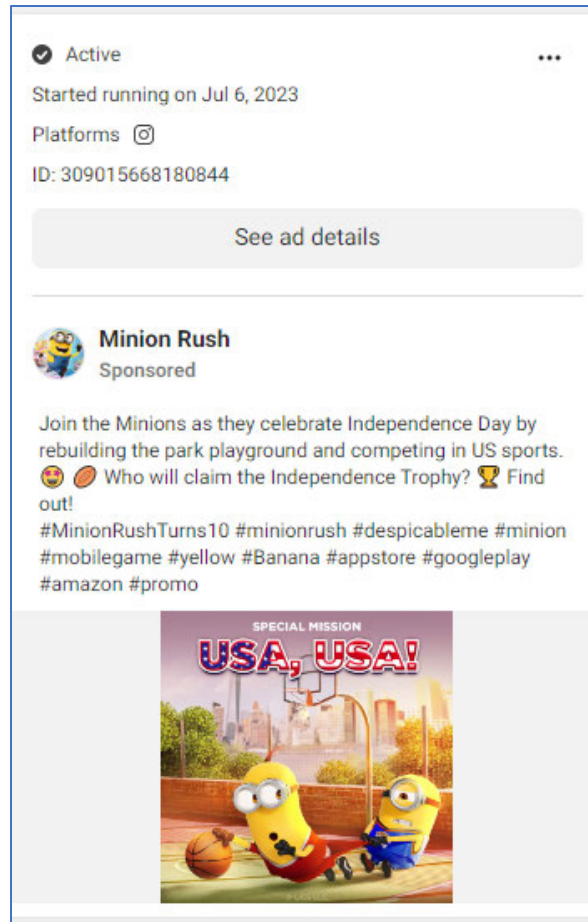 Active
Started running on Jul 6, 2023
Platforms
ID: 309015668180844
See ad details
Minion Rush
Sponsored
Join the Minions as they celebrate Independence Day by
rebuilding the park playground and competing in US sports.
🤩 🏉 Who will claim the Independence Trophy? 🏆 Find
out!
#MinionRushTurns10 #minionrush #despicableme #minion
#mobilegame #yellow #Banana #appstore #googleplay
#amazon #promo
SPECIAL MISSION
USA, USA!